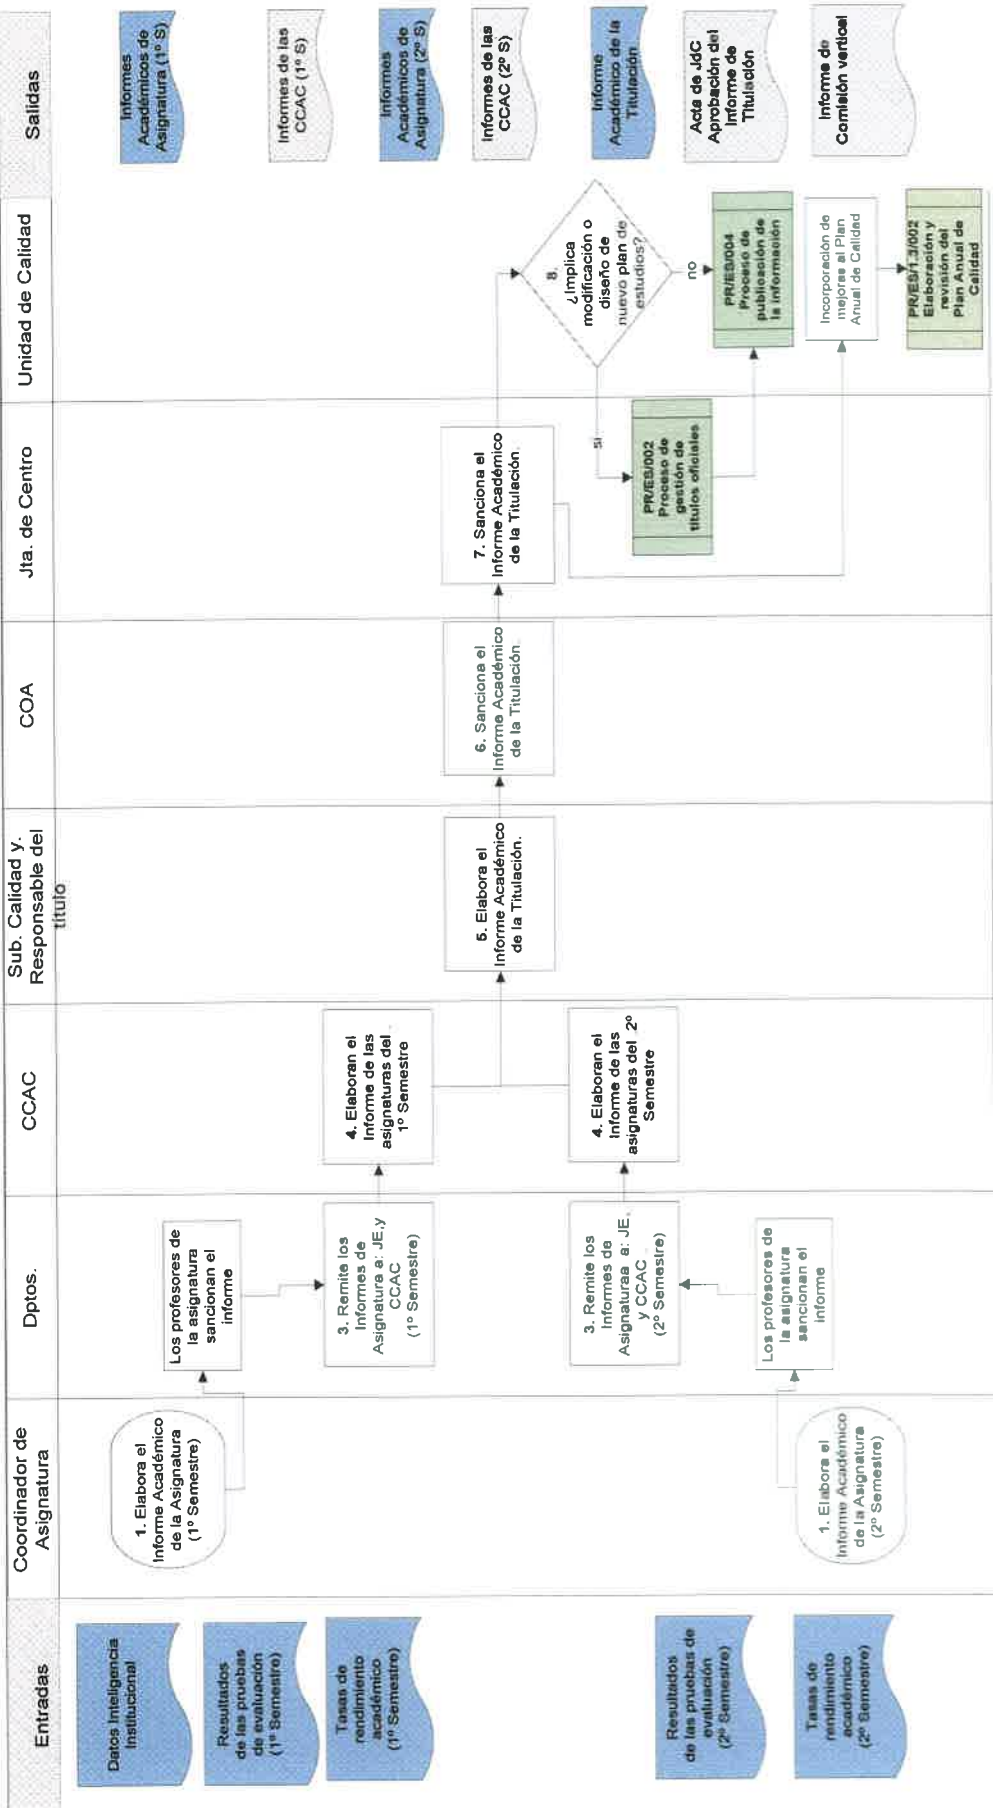 Entradas
Coordinador de
Asignatura
Dptos.
CCAC
Sub. Calidad y.
Responsable del
título
COA
Jta. de Centro
Unidad de Calidad
Salidas
Datos Inteligencia
Institucional
Resultados
de las pruebas
de evaluación
(1º Semestre)
Tasas de
rendimiento
académico
(1º Semestre)
Resultados
de las pruebas de
evaluación
(2º Semestre)
Tasas de
rendimiento
académico
(2º Semestre)
1. Elabora el
Informe Académico
de la Asignatura
(1º Semestre)
1. Elabora el
Informe Académico
de la Asignatura
(2º Semestre)
Los profesores de
la asignatura
sancionan el
informe
3. Remite los
Informes de
Asignatura a: JE,y
CCAC
(1º Semestre)
3. Remite los
Informes de
Asignaturaa a: JE,
y CCAC
(2º Semestre)
Los profesores de
la asignatura
sancionan el
informe
4. Elaboran el
Informe de las
asignaturas del
1º Semestre
4. Elaboran el
Informe de las
asignaturas del 2º
Semestre
5. Elabora el
Informe Académico
de la Titulación.
6. Sanciona el
Informe Académico
de la Titulación.
7. Sanciona el
Informe Académico
de la Titulación.
si
PR/ES/002
Proceso de
gestión de
títulos oficiales
8.
¿Implica
modificación o
diseño de
nuevo plan de
estudios?
no
PR/ES/004
Proceso de
publicación de
la información
Incorporación de
mejoras al Plan
Anual de Calidad
PR/ES/1.3/002
Elaboración y
revisión del
Plan Anual de
Calidad
Informes
Académicos de
Asignatura (1º S)
Informes de las
CCAC (1º S)
Informes
Académicos de
Asignatura (2º S)
Informes de las
CCAC (2º S)
Informe
Académico de la
Titulación
Acta de JdC
Aprobación del
Informe de
Titulación
Informe de
Comisión vertical